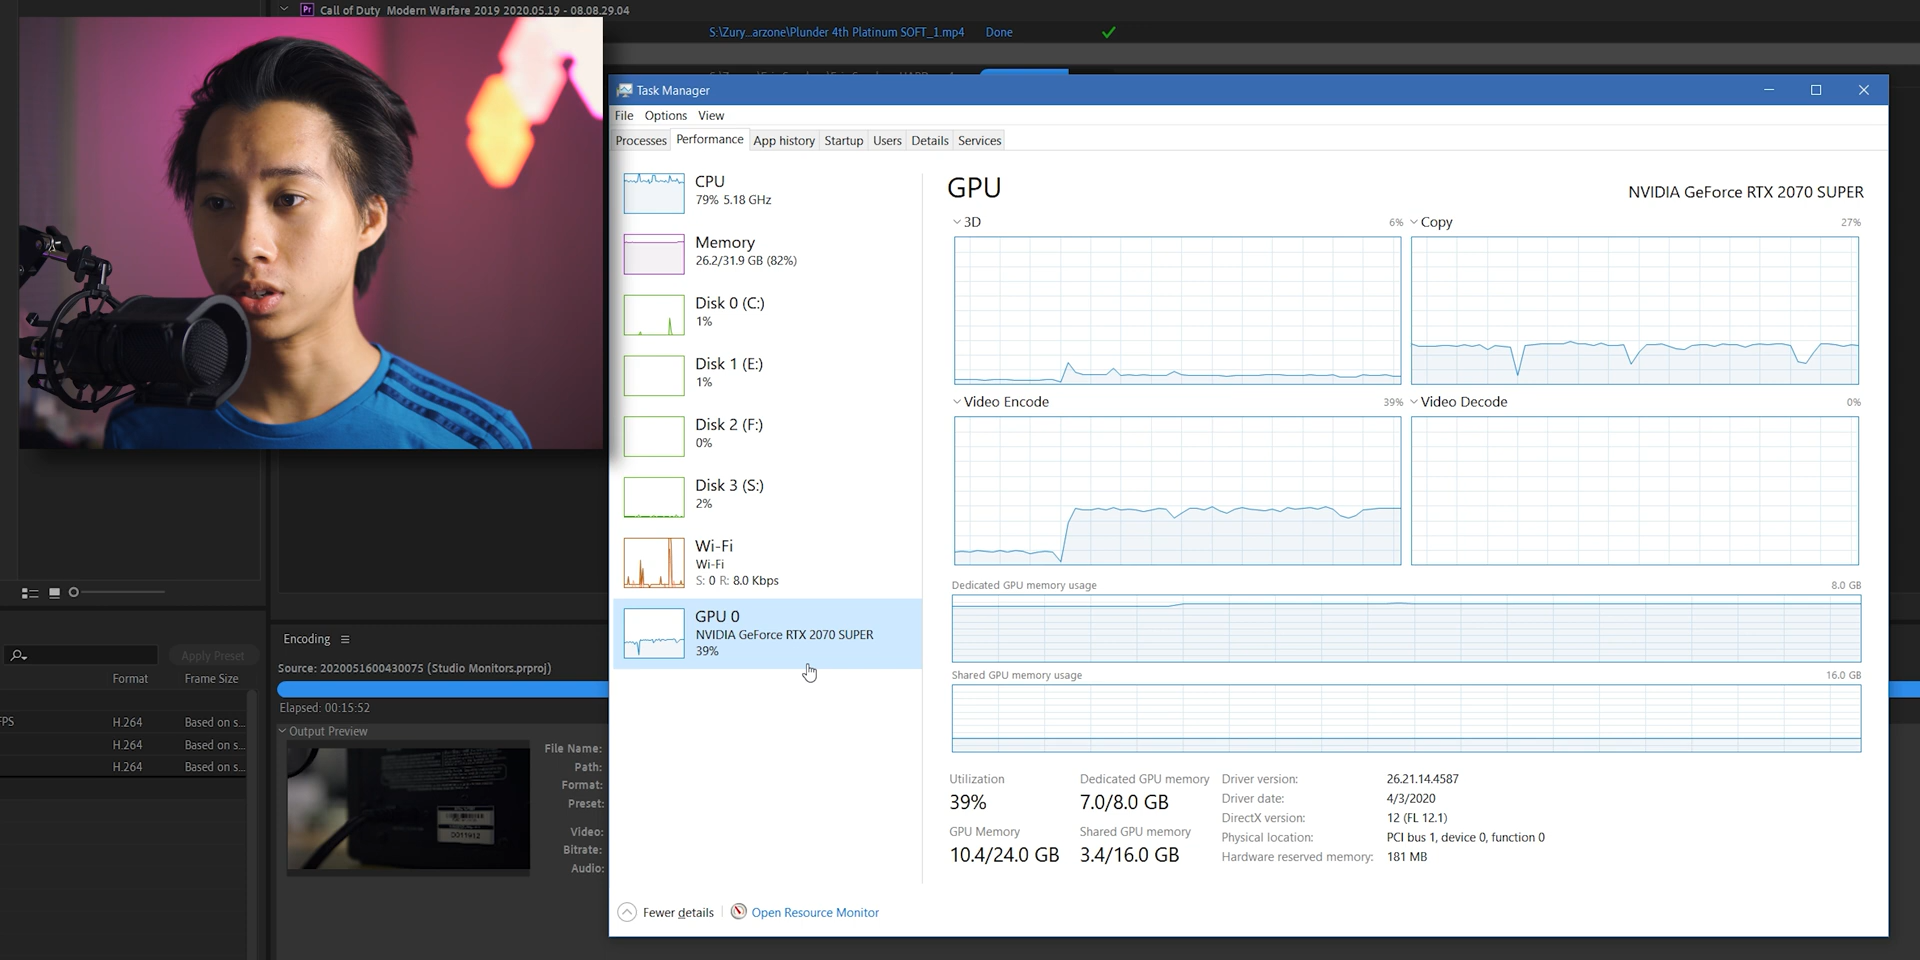 Pr Call of Duty Modern Warfare 2019 2020.05.19 - 08.08.29.04
S:\Zury...arzone\Plunder 4th Platinum SOFT_1.mp4 Done
Task Manager
File Options View
Processes Performance App history Startup Users Details Services
CPU
79% 5.18 GHz
Memory
26.2/31.9 GB (82%)
Disk 0 (C:)
1%
Disk 1 (E:)
1%
Disk 2 (F:)
0%
Disk 3 (S:)
2%
Wi-Fi
Wi-Fi
S: 0 R: 8.0 Kbps
GPU 0
NVIDIA GeForce RTX 2070 SUPER
39%
GPU
NVIDIA GeForce RTX 2070 SUPER
3D 6% Copy 27%
Video Encode 39% Video Decode 0%
Dedicated GPU memory usage 8.0 GB
Shared GPU memory usage 16.0 GB
Utilization
39%
Dedicated GPU memory
7.0/8.0 GB
GPU Memory
10.4/24.0 GB
Shared GPU memory
3.4/16.0 GB
Driver version: 26.21.14.4587
Driver date: 4/3/2020
DirectX version: 12 (FL 12.1)
Physical location: PCI bus 1, device 0, function 0
Hardware reserved memory: 181 MB
Fewer details Open Resource Monitor
Apply Preset
Format Frame Size
FPS H.264 Based on s...
H.264 Based on s...
H.264 Based on s...
Encoding
Source: 2020051600430075 (Studio Monitors.prproj)
Elapsed: 00:15:52
Output Preview
File Name:
Path:
Format:
Preset:
Video:
Bitrate:
Audio: